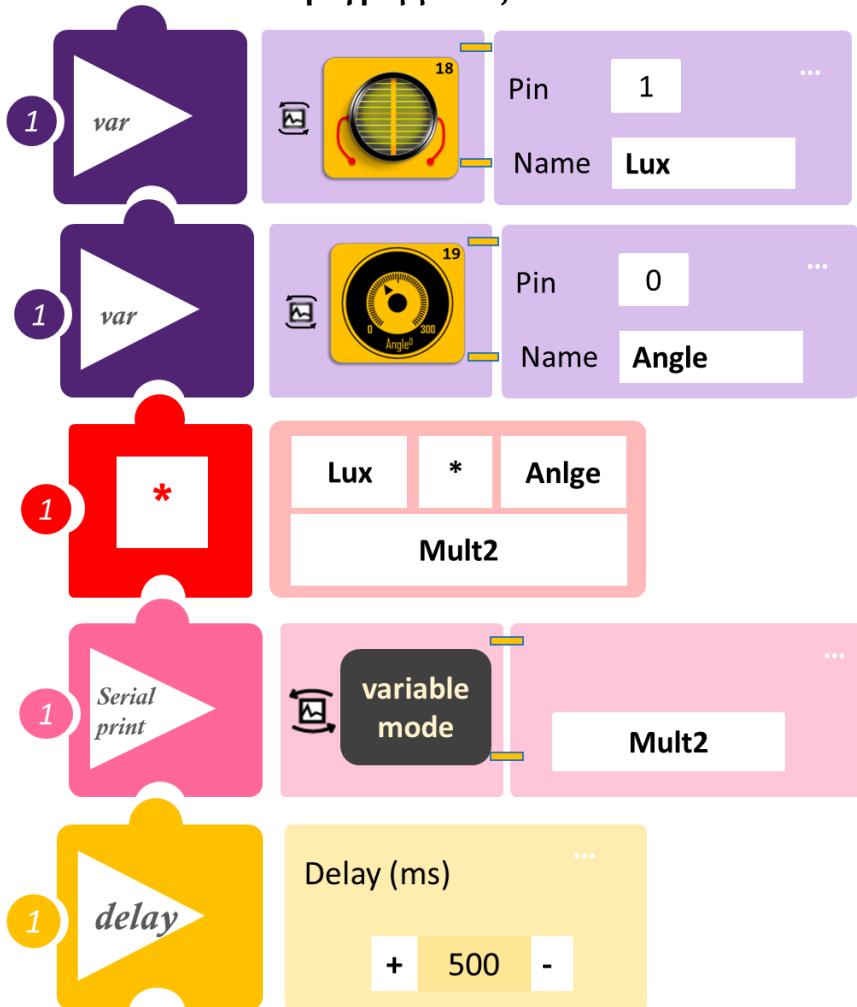 1
var
18
Pin
1
...
Name
Lux
1
var
19
0
300
Angle⁰
Pin
0
...
Name
Angle
1
*
Lux
*
Anlge
Mult2
1
Serial
print
variable
mode
...
Mult2
1
delay
...
Delay (ms)
+
500
-